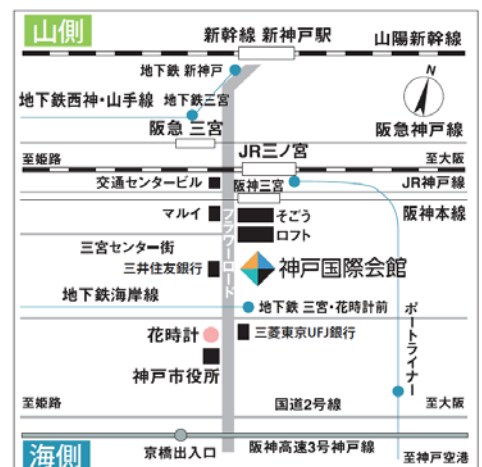 山側
新幹線 新神戸駅
山陽新幹線
地下鉄 新神戸
N
地下鉄西神・山手線
地下鉄三宮
阪急 三宮
阪急神戸線
JR三ノ宮
至姫路
至大阪
交通センタービル
阪神三宮
JR神戸線
マルイ
フラワーロード
そごう
阪神本線
ロフト
三宮センター街
三井住友銀行
神戸国際会館
地下鉄海岸線
地下鉄 三宮・花時計前
ポートライナー
花時計
三菱東京UFJ銀行
神戸市役所
至姫路
国道2号線
至大阪
海側
京橋出入口
阪神高速3号神戸線
至神戸空港